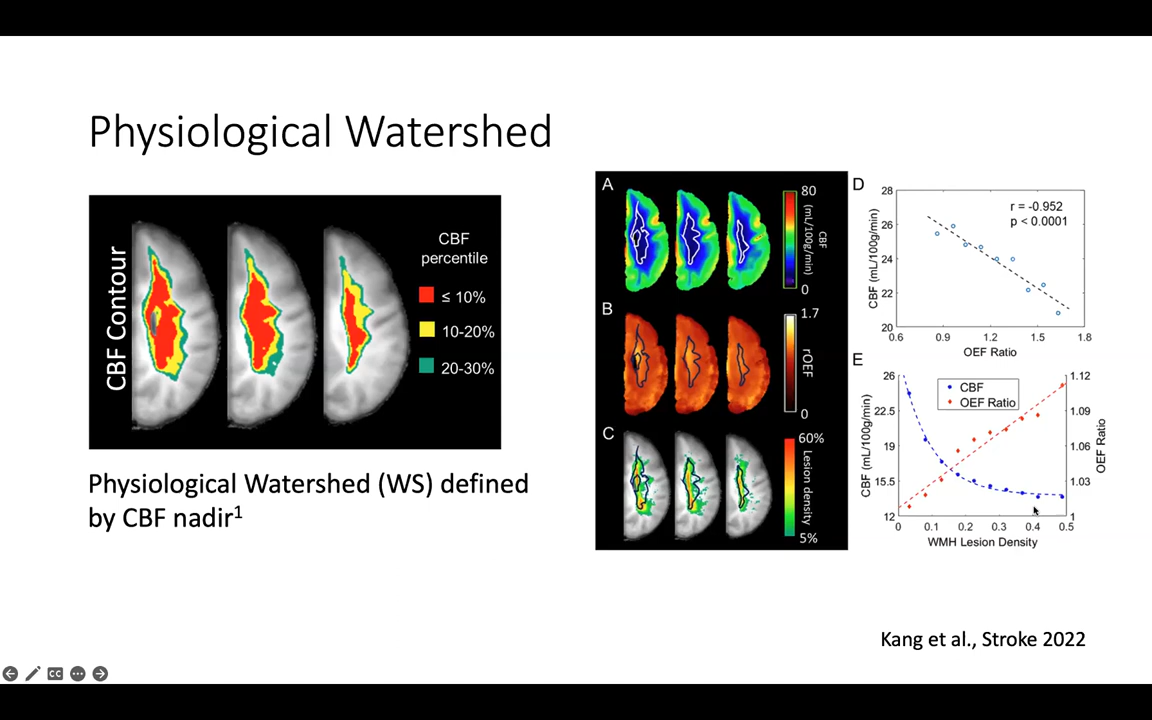 Physiological Watershed
CBF Contour
CBF
percentile
≤ 10%
10-20%
20-30%
Physiological Watershed (WS) defined
by CBF nadir¹
A
80
CBF
(mL/100g/min)
0
B
1.7
rOEF
0
C
60%
Lesion density
5%
D
28
26
24
22
20
CBF (mL/100g/min)
r = -0.952
p < 0.0001
0.6
0.9
1.2
1.5
1.8
OEF Ratio
E
26
22.5
19
15.5
12
CBF (mL/100g/min)
CBF
OEF Ratio
1.12
1.09
1.06
1.03
1
OEF Ratio
0
0.1
0.2
0.3
0.4
0.5
WMH Lesion Density
Kang et al., Stroke 2022
CC